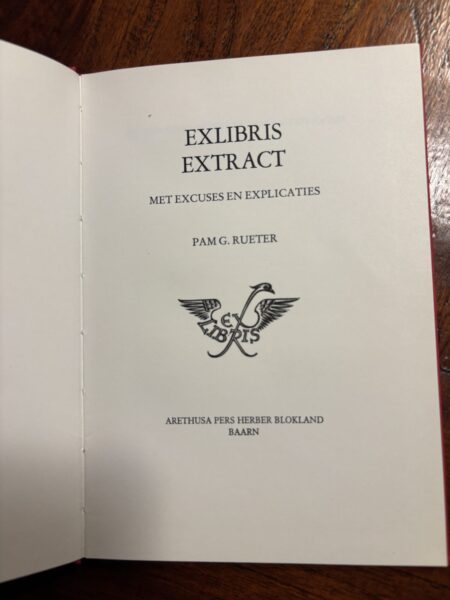 EXLIBRIS
EXTRACT
MET EXCUSES EN EXPLICATIES
PAM G. RUETER
EX
LIBRIS
ARETHUSA PERS HERBER BLOKLAND
BAARN